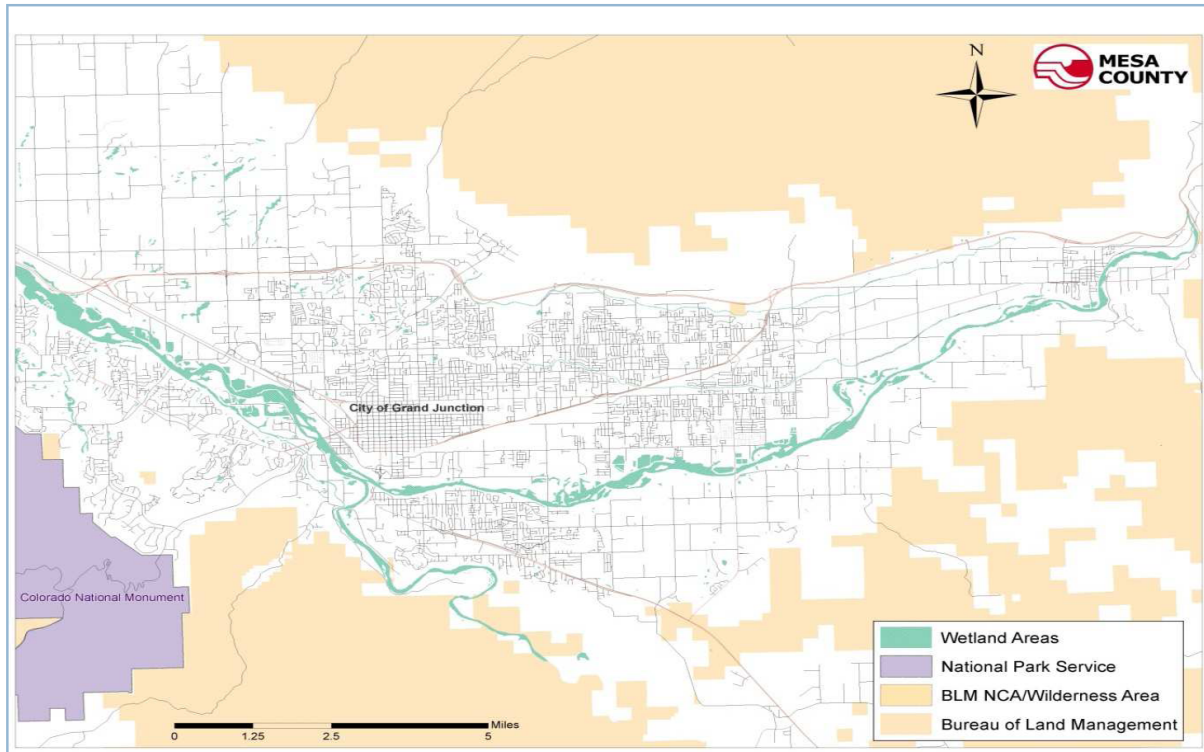 N
MESA
COUNTY
City of Grand Junction
Colorado National Monument
Wetland Areas
National Park Service
BLM NCA/Wilderness Area
Bureau of Land Management
Miles
0 1.25 2.5 5